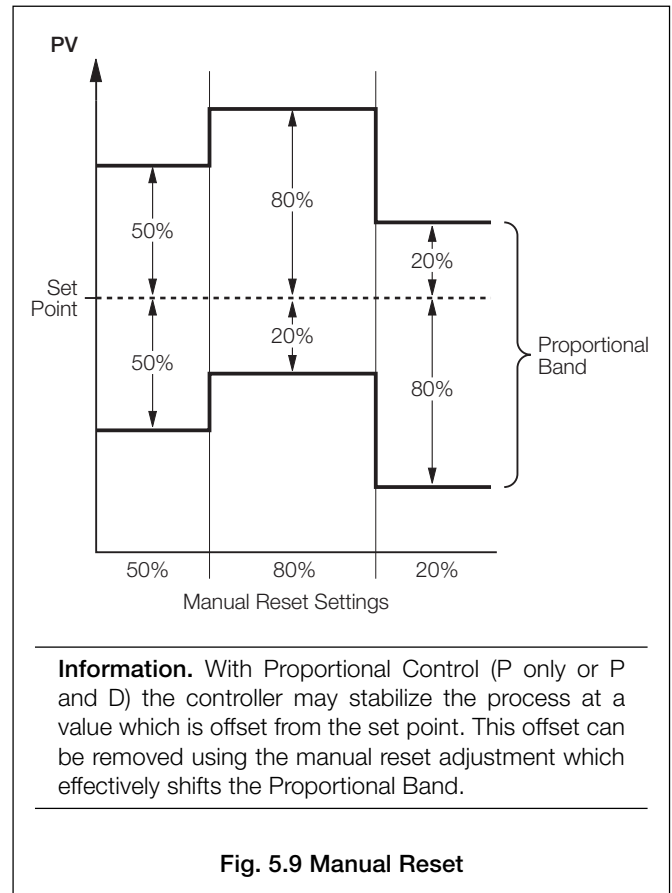 PV
50%
80%
20%
Set
Point
50%
20%
80%
Proportional
Band
50%
80%
20%
Manual Reset Settings
Information. With Proportional Control (P only or P
and D) the controller may stabilize the process at a
value which is offset from the set point. This offset can
be removed using the manual reset adjustment which
effectively shifts the Proportional Band.
Fig. 5.9 Manual Reset